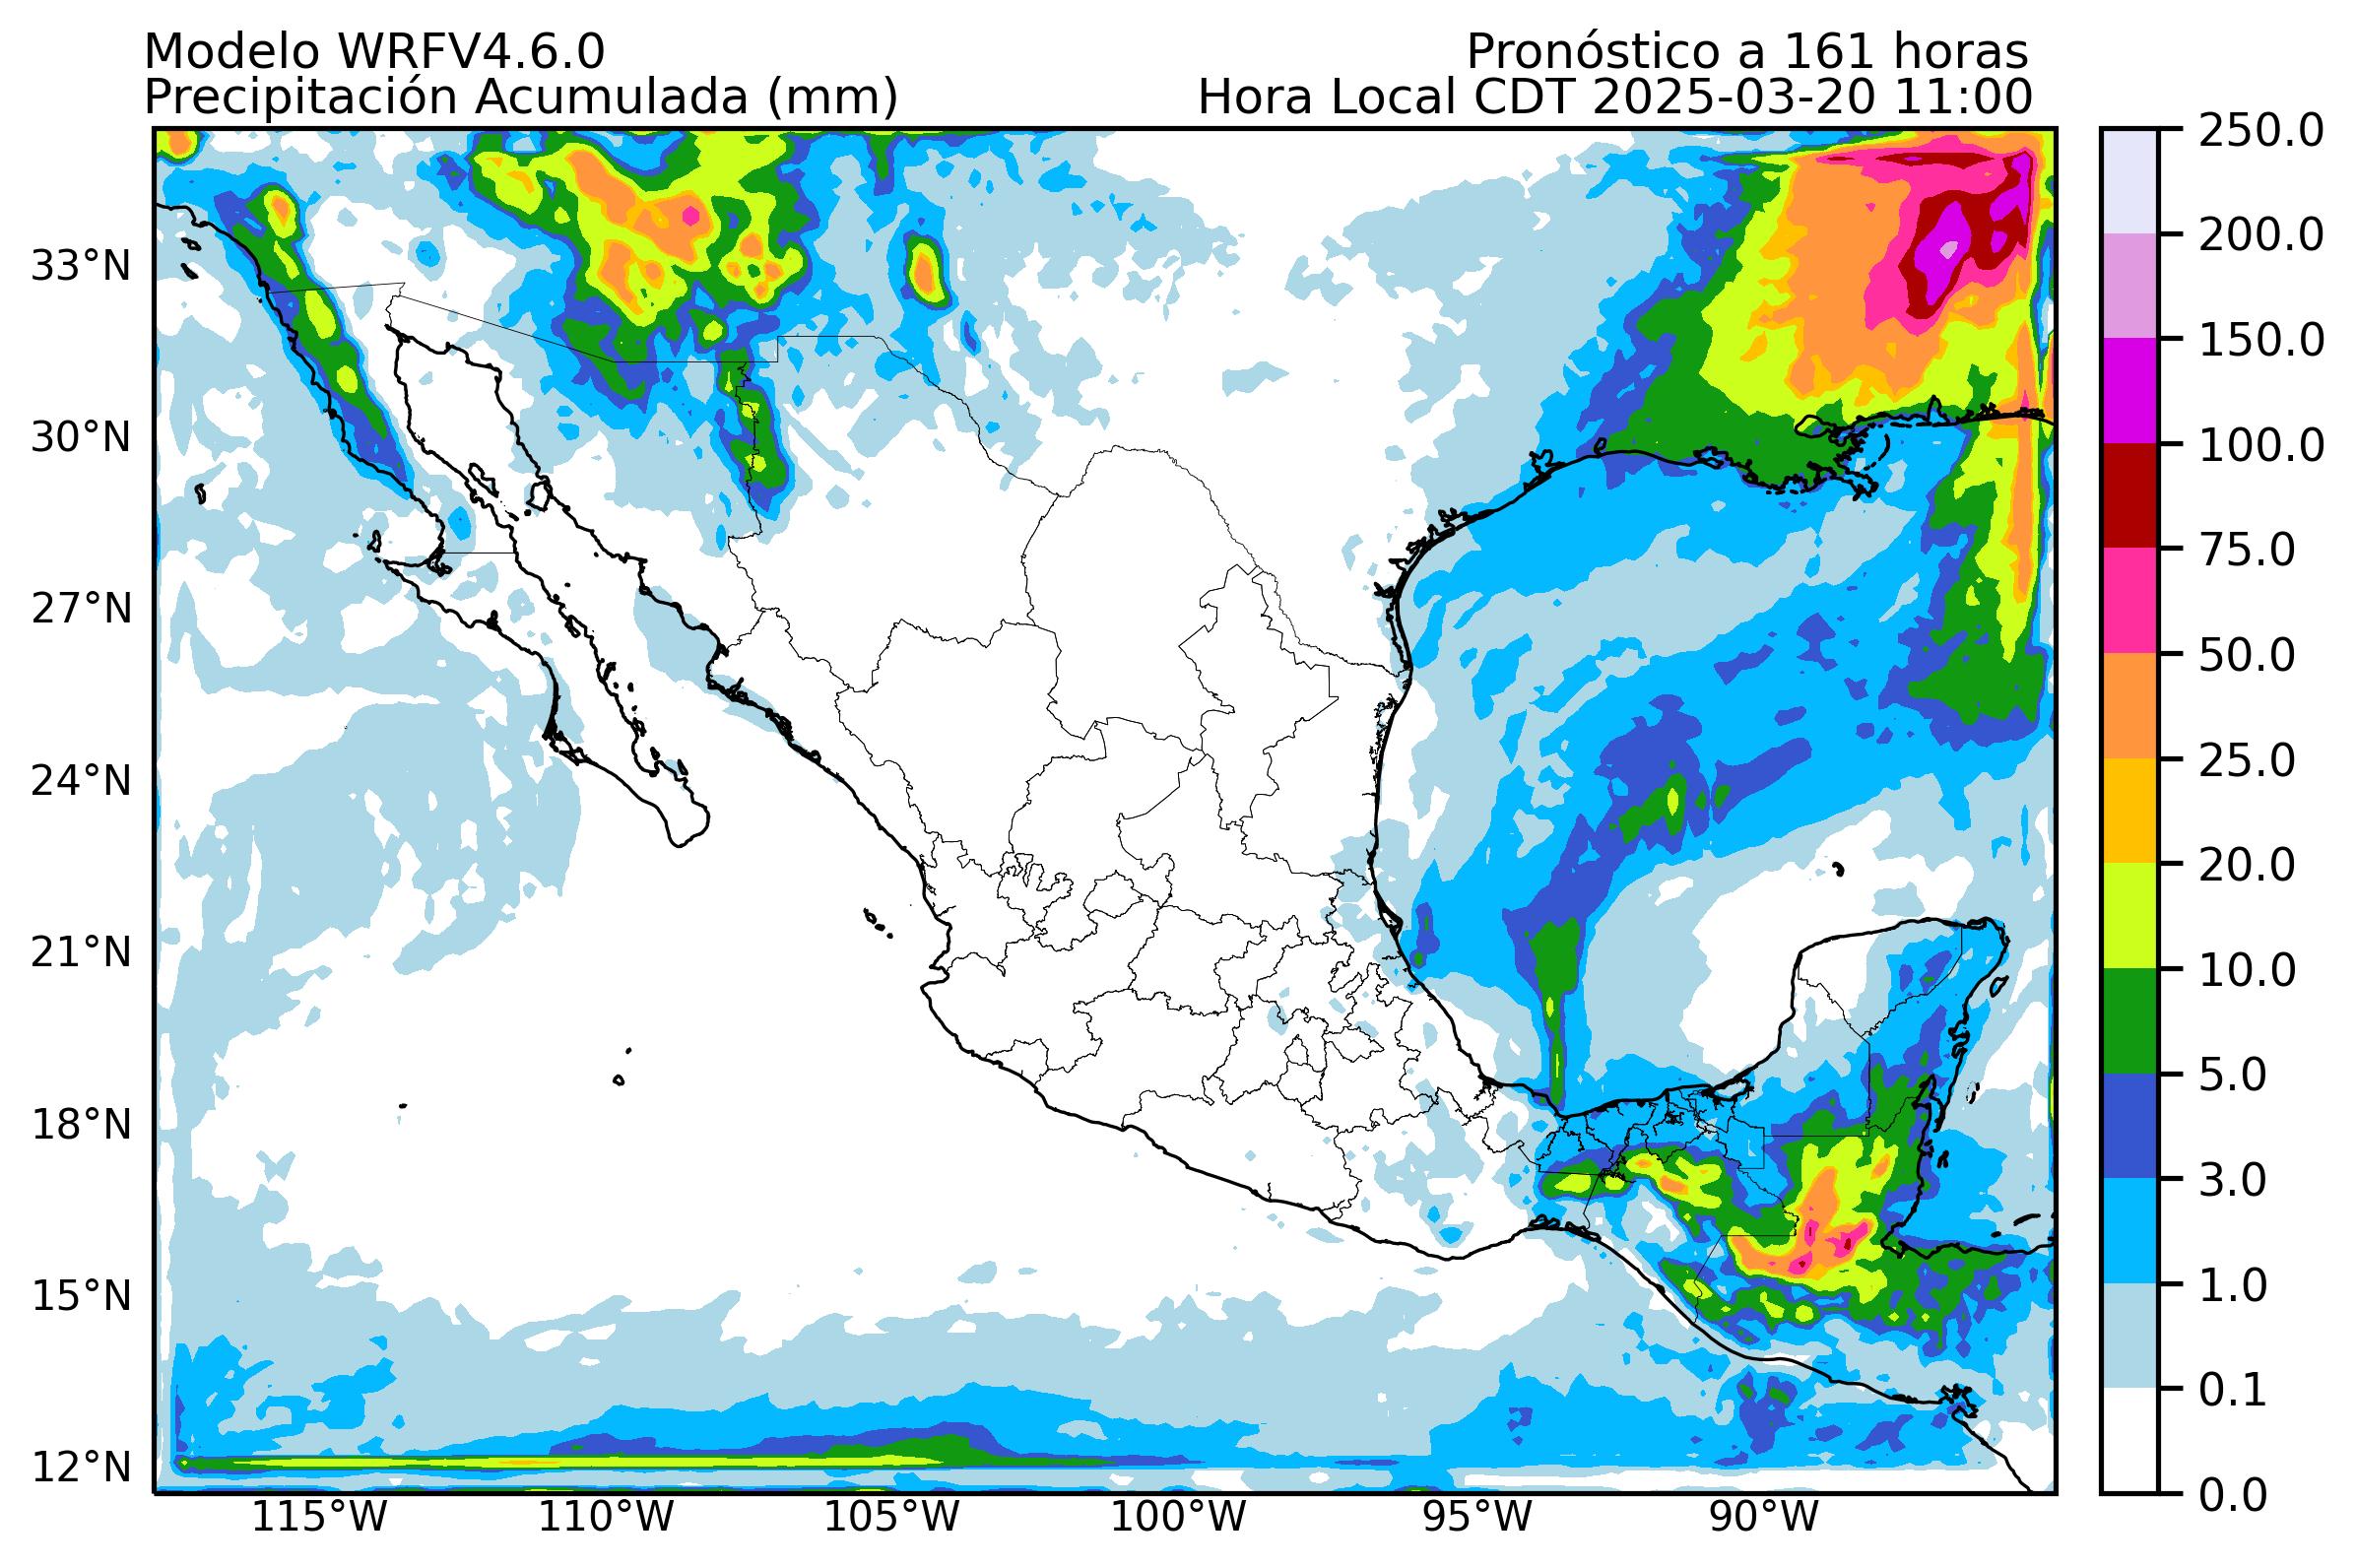 Modelo WRFV4.6.0
Pronóstico a 161 horas
Precipitación Acumulada (mm)
Hora Local CDT 2025-03-20 11:00
33°N
30°N
27°N
24°N
21°N
18°N
15°N
12°N
115°W
110°W
105°W
100°W
95°W
90°W
250.0
200.0
150.0
100.0
75.0
50.0
25.0
20.0
10.0
5.0
3.0
1.0
0.1
0.0